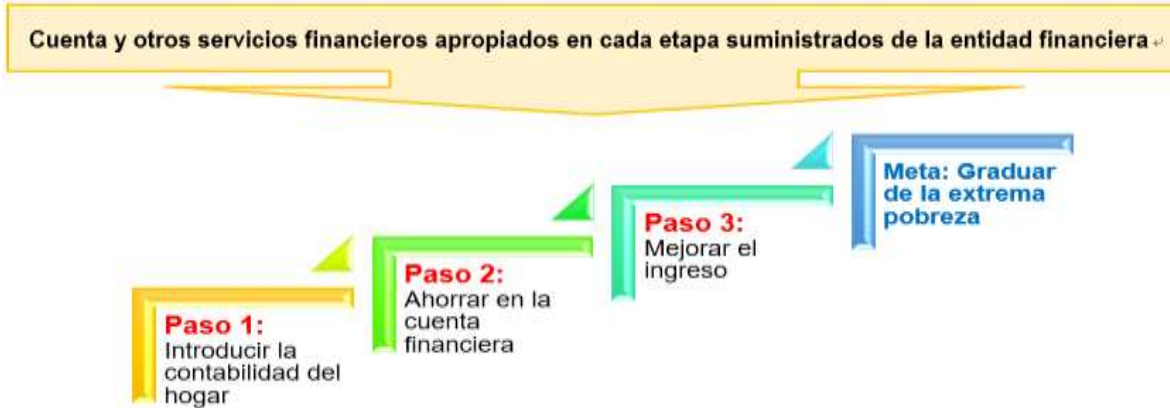 Cuenta y otros servicios financieros apropiados en cada etapa suministrados de la entidad financiera
Paso 1:
Introducir la
contabilidad del
hogar
Paso 2:
Ahorrar en la
cuenta
financiera
Paso 3:
Mejorar el
ingreso
Meta: Graduar
de la extrema
pobreza